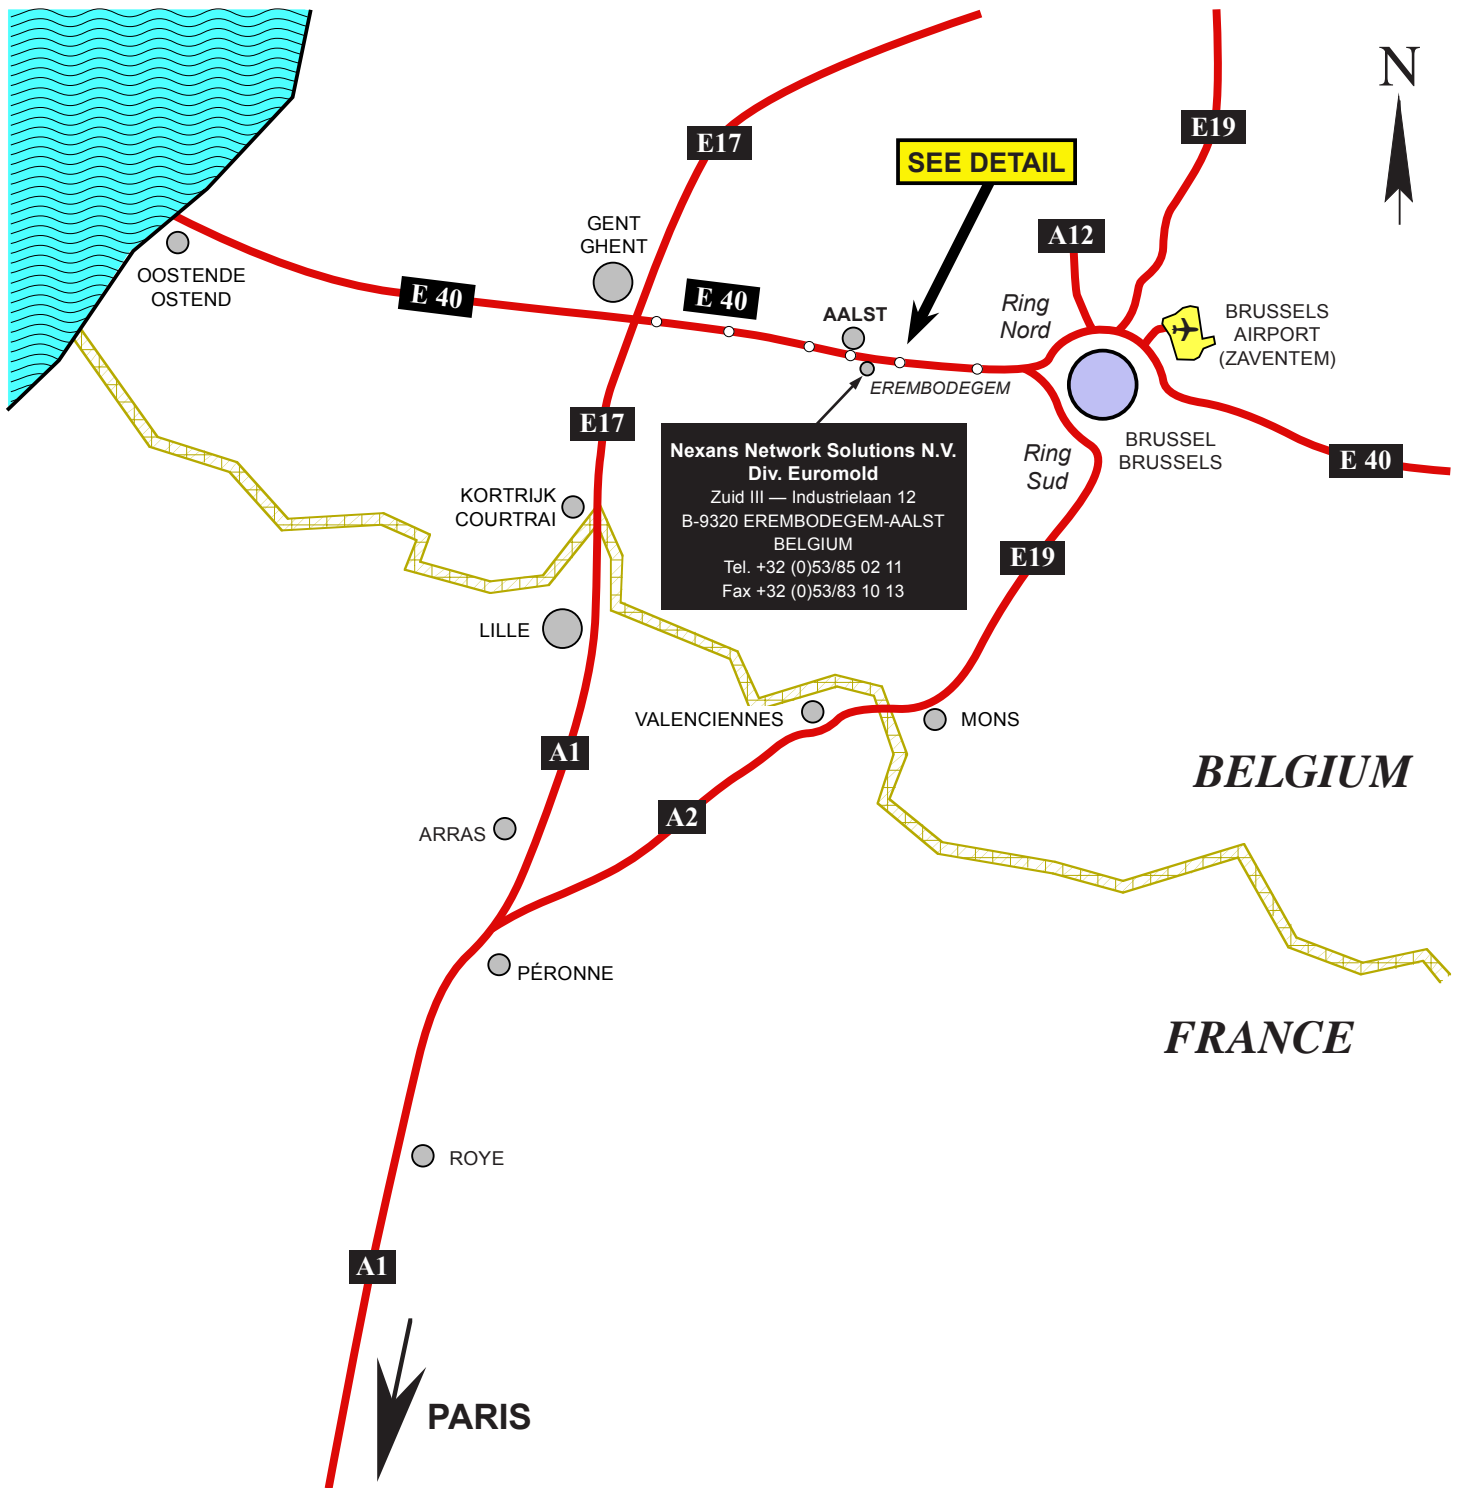 N
E17
E19
SEE DETAIL
A12
GENT
GHENT
OOSTENDE
OSTEND
E 40
E 40
AALST
Ring
Nord
BRUSSELS
AIRPORT
(ZAVENTEM)
EREMBODEGEM
E17
Nexans Network Solutions N.V.
Div. Euromold
Zuid III — Industrielaan 12
B-9320 EREMBODEGEM-AALST
BELGIUM
Tel. +32 (0)53/85 02 11
Fax +32 (0)53/83 10 13
Ring
Sud
BRUSSEL
BRUSSELS
E 40
KORTRIJK
COURTRAI
E19
LILLE
VALENCIENNES
MONS
A1
BELGIUM
A2
ARRAS
PÉRONNE
FRANCE
ROYE
A1
PARIS